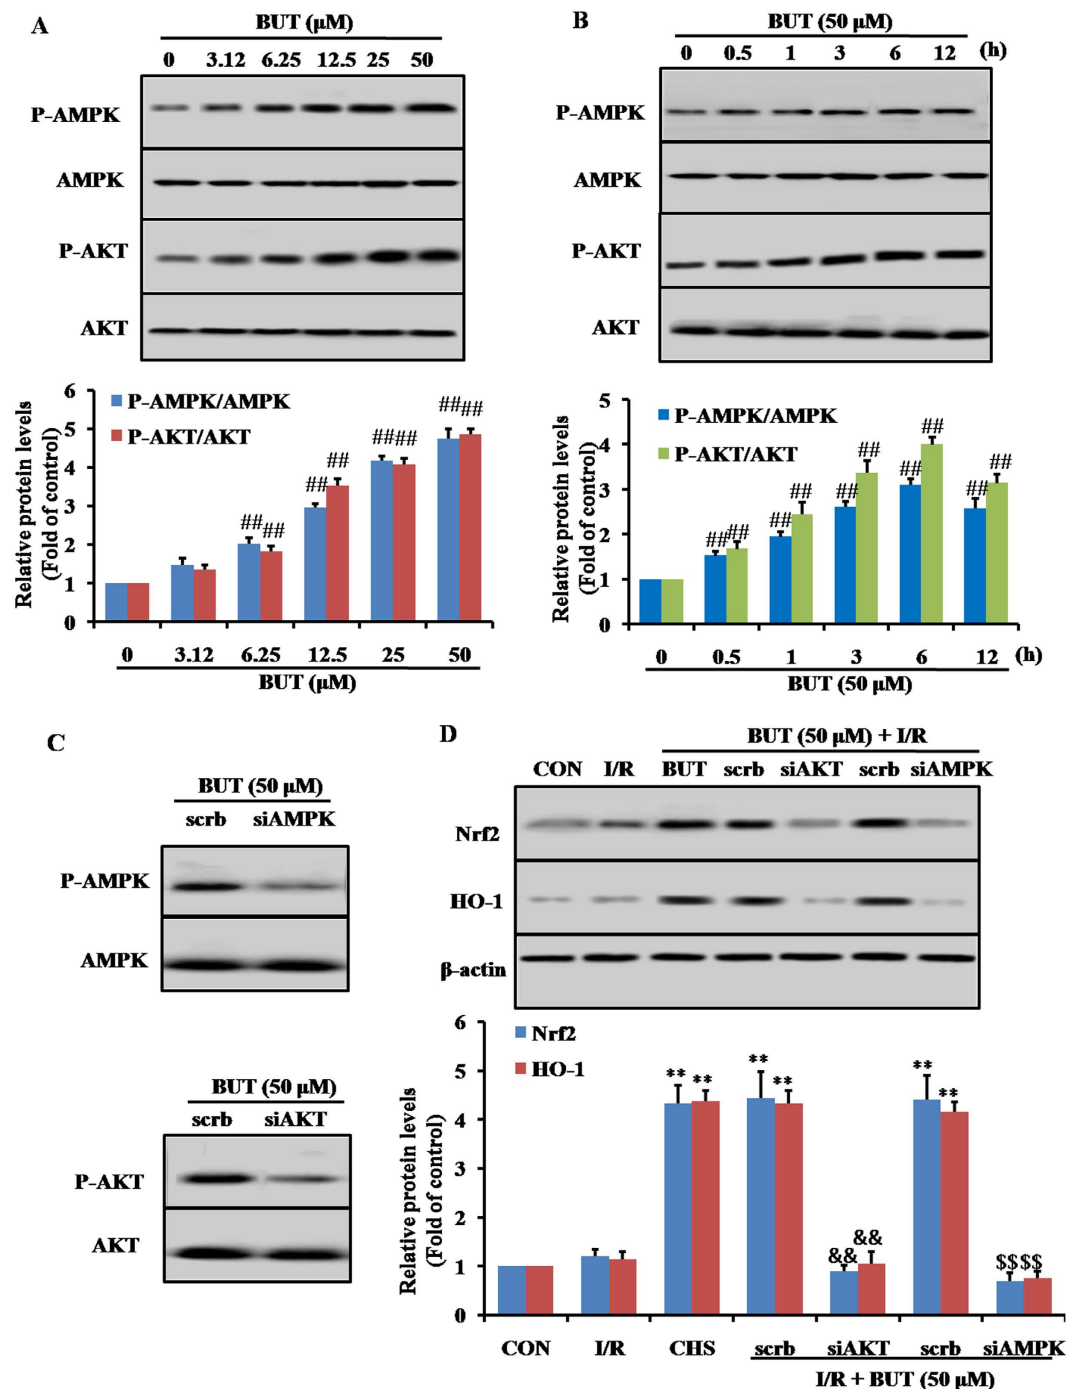 A
BUT (μM)
0 3.12 6.25 12.5 25 50
P-AMPK
AMPK
P-AKT
AKT
6
5
4
3
2
1
0
Relative protein levels
(Fold of control)
P-AMPK/AMPK
P-AKT/AKT
## ##
## ##
## ##
## ##
0 3.12 6.25 12.5 25 50
BUT (μM)
B
BUT (50 μM)
0 0.5 1 3 6 12 (h)
P-AMPK
AMPK
P-AKT
AKT
5
4
3
2
1
0
Relative protein levels
(Fold of control)
P-AMPK/AMPK
P-AKT/AKT
## ##
## ##
## ##
## ##
## ##
0 0.5 1 3 6 12 (h)
BUT (50 μM)
C
BUT (50 μM)
scrb siAMPK
P-AMPK
AMPK
BUT (50 μM)
scrb siAKT
P-AKT
AKT
D
BUT (50 μM) + I/R
CON I/R BUT scrb siAKT scrb siAMPK
Nrf2
HO-1
β-actin
6
5
4
3
2
1
0
Relative protein levels
(Fold of control)
Nrf2
HO-1
** **
** **
&& &&
** **
$$ $$
CON I/R CHS scrb siAKT scrb siAMPK
I/R + BUT (50 μM)